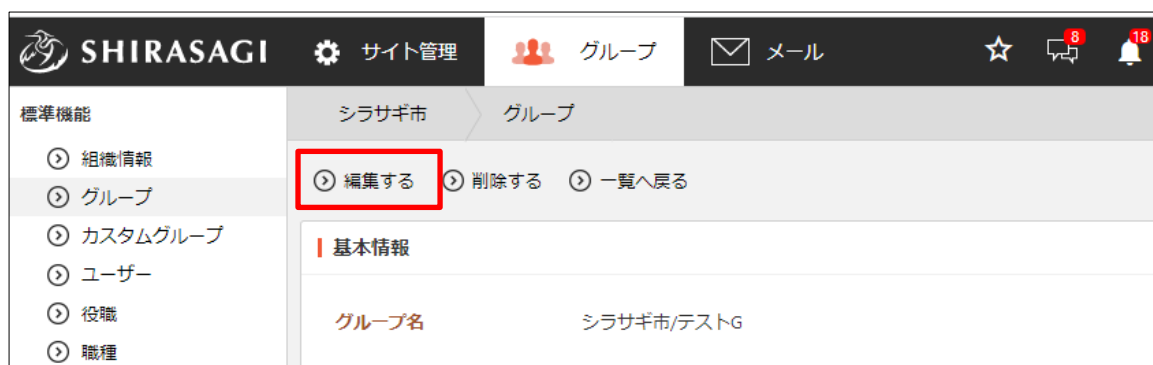 SHIRASAGI サイト管理 グループ メール 8 18
標準機能
シラサギ市 グループ
組織情報
グループ
カスタムグループ
ユーザー
役職
職種
編集する 削除する 一覧へ戻る
基本情報
グループ名 シラサギ市/テストG